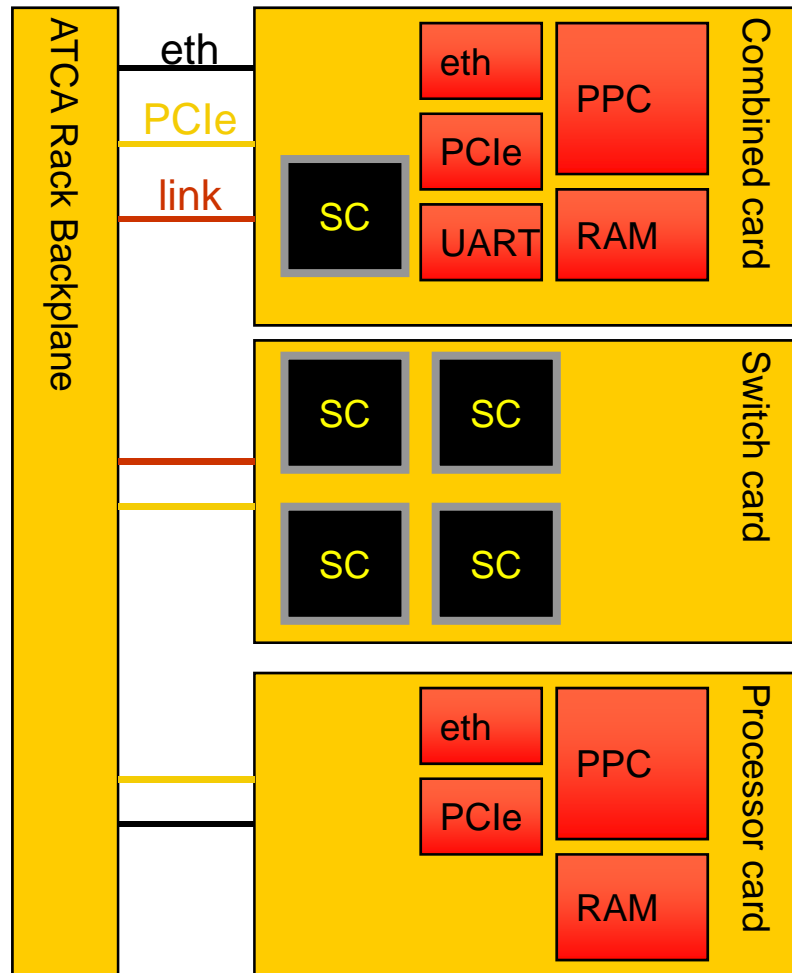 ATCA Rack Backplane
eth
PCIe
link
eth
PPC
PCIe
SC
UART
RAM
Combined card
SC
SC
SC
SC
Switch card
eth
PPC
PCIe
RAM
Processor card